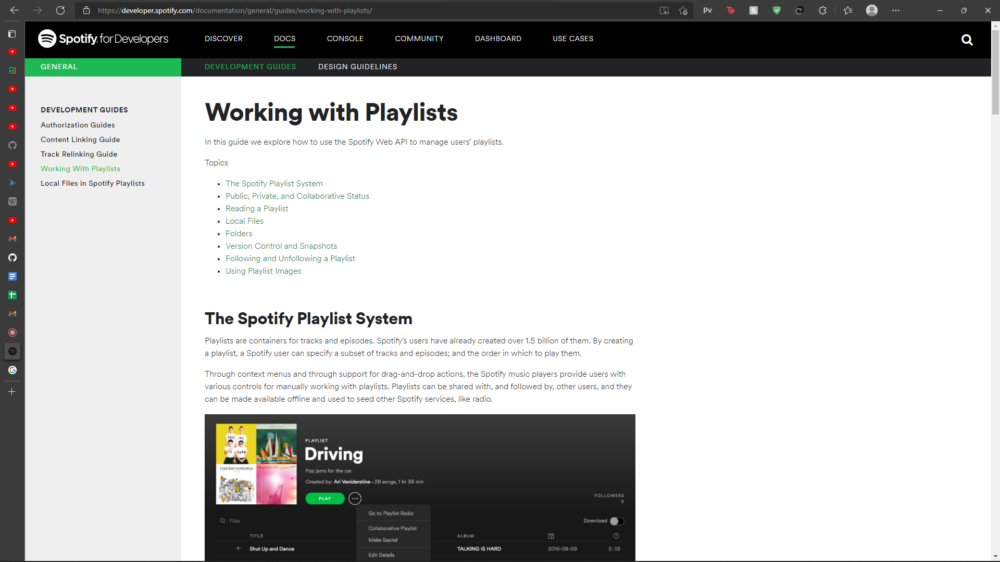 https://developer.spotify.com/documentation/general/guides/working-with-playlists/
Spotify for Developers
DISCOVER
DOCS
CONSOLE
COMMUNITY
DASHBOARD
USE CASES
GENERAL
DEVELOPMENT GUIDES
DESIGN GUIDELINES
DEVELOPMENT GUIDES
Authorization Guides
Content Linking Guide
Track Relinking Guide
Working With Playlists
Local Files in Spotify Playlists
Working with Playlists
In this guide we explore how to use the Spotify Web API to manage users’ playlists.
Topics
The Spotify Playlist System
Public, Private, and Collaborative Status
Reading a Playlist
Local Files
Folders
Version Control and Snapshots
Following and Unfollowing a Playlist
Using Playlist Images
The Spotify Playlist System
Playlists are containers for tracks and episodes. Spotify’s users have already created over 1.5 billion of them. By creating
a playlist, a Spotify user can specify a subset of tracks and episodes; and the order in which to play them.
Through context menus and through support for drag-and-drop actions, the Spotify music players provide users with
various controls for manually working with playlists. Playlists can be shared with, and followed by, other users, and they
can be made available offline and used to seed other Spotify services, like radio.
TALKING IS HARD
FOSTERTHEPEOPLE
PASSION PIT
PLAYLIST
Driving
Pop jams for the car
Created by: Ari Vaniderstine • 28 songs, 1 hr 38 min
PLAY
FOLLOWERS
0
Filter
Download
Go to Playlist Radio
Collaborative Playlist
Make Secret
Edit Details
TITLE
ALBUM
Shut Up and Dance
TALKING IS HARD
2015-08-09
3:19